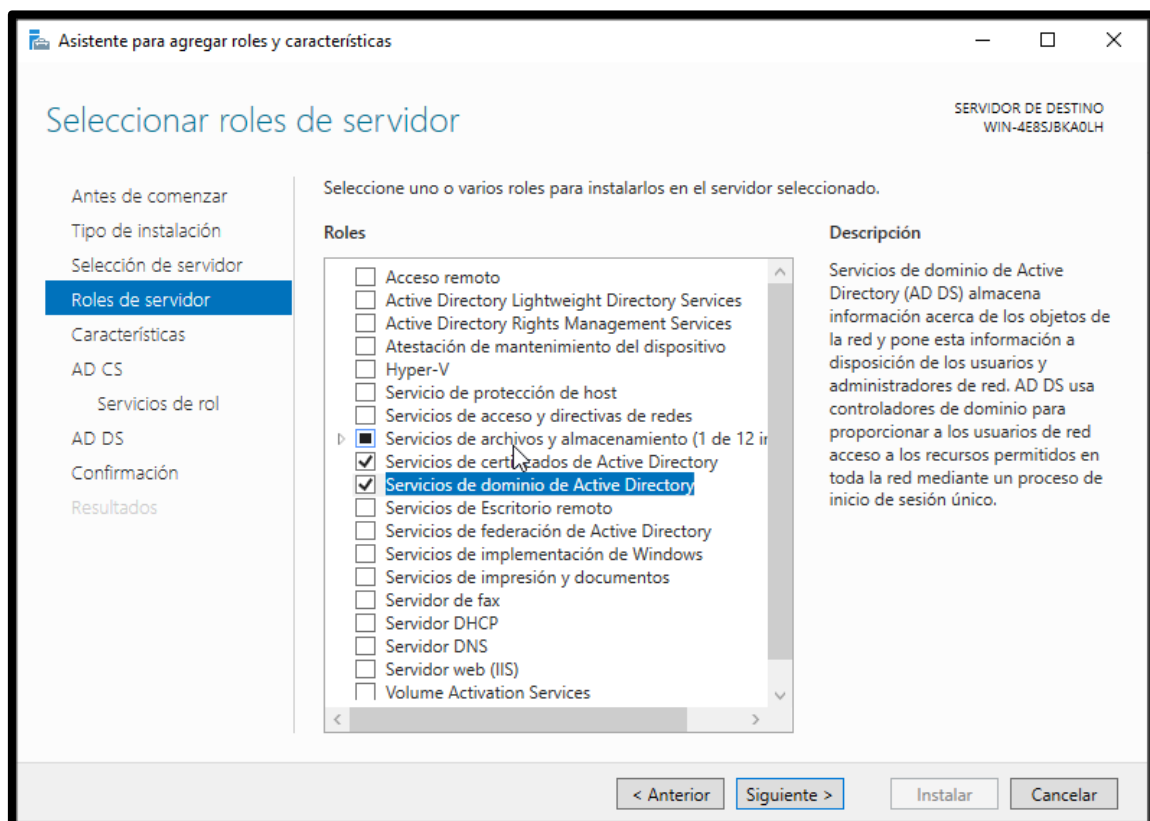 Asistente para agregar roles y características
Seleccionar roles de servidor
SERVIDOR DE DESTINO
WIN-4E8SJBKA0LH
Antes de comenzar
Tipo de instalación
Selección de servidor
Roles de servidor
Características
AD CS
Servicios de rol
AD DS
Confirmación
Resultados
Seleccione uno o varios roles para instalarlos en el servidor seleccionado.
Roles
Acceso remoto
Active Directory Lightweight Directory Services
Active Directory Rights Management Services
Atestación de mantenimiento del dispositivo
Hyper-V
Servicio de protección de host
Servicios de acceso y directivas de redes
Servicios de archivos y almacenamiento (1 de 12 in
Servicios de certificados de Active Directory
Servicios de dominio de Active Directory
Servicios de Escritorio remoto
Servicios de federación de Active Directory
Servicios de implementación de Windows
Servicios de impresión y documentos
Servidor de fax
Servidor DHCP
Servidor DNS
Servidor web (IIS)
Volume Activation Services
Descripción
Servicios de dominio de Active
Directory (AD DS) almacena
información acerca de los objetos de
la red y pone esta información a
disposición de los usuarios y
administradores de red. AD DS usa
controladores de dominio para
proporcionar a los usuarios de red
acceso a los recursos permitidos en
toda la red mediante un proceso de
inicio de sesión único.
< Anterior
Siguiente >
Instalar
Cancelar